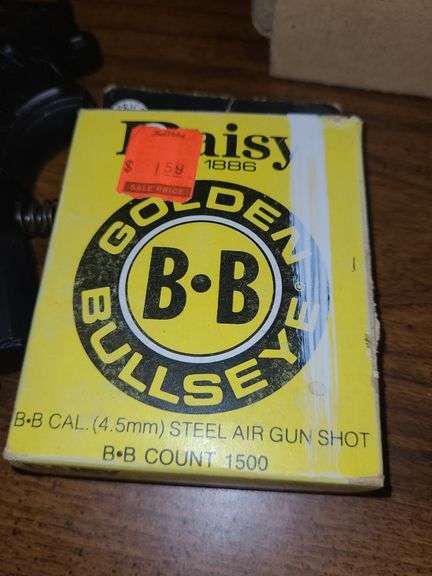 Daisy
1886
$ 1.59
SALE PRICE
GOLDEN
B•B
BULLSEYE
B•B CAL. (4.5mm) STEEL AIR GUN SHOT
B•B COUNT 1500